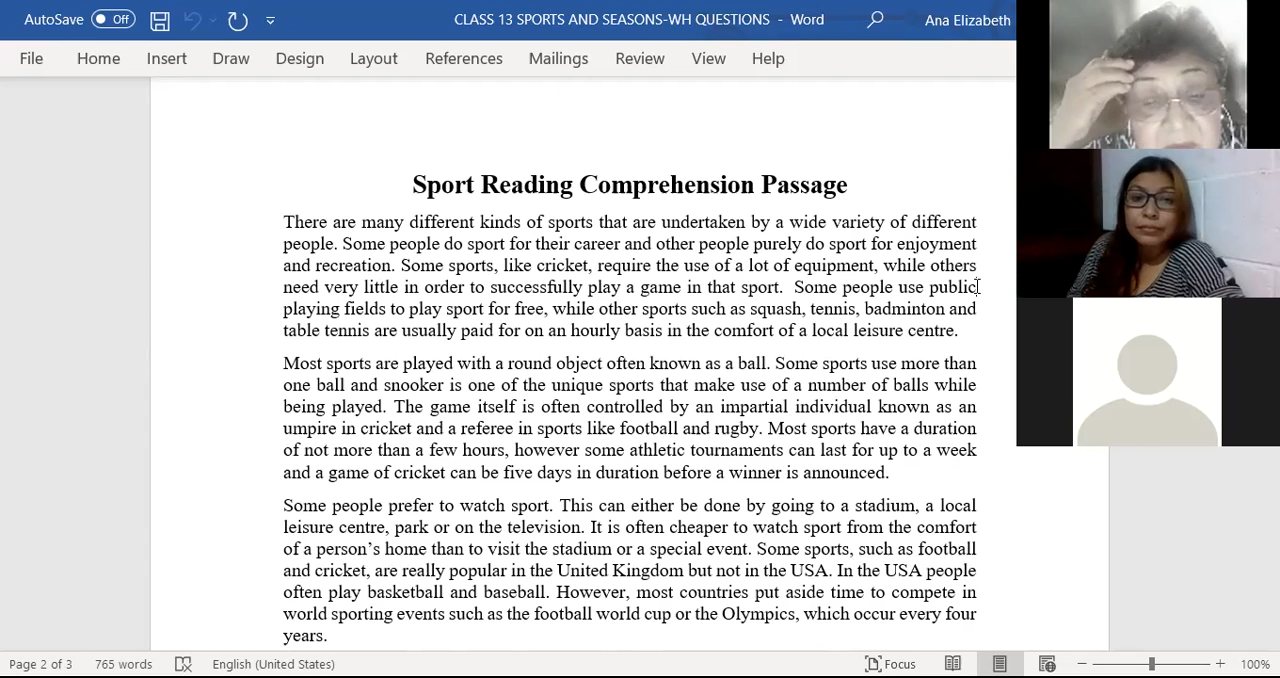 AutoSave Off CLASS 13 SPORTS AND SEASONS-WH QUESTIONS - Word Ana Elizabeth
File Home Insert Draw Design Layout References Mailings Review View Help
Sport Reading Comprehension Passage
There are many different kinds of sports that are undertaken by a wide variety of different
people. Some people do sport for their career and other people purely do sport for enjoyment
and recreation. Some sports, like cricket, require the use of a lot of equipment, while others
need very little in order to successfully play a game in that sport.  Some people use public
playing fields to play sport for free, while other sports such as squash, tennis, badminton and
table tennis are usually paid for on an hourly basis in the comfort of a local leisure centre.
Most sports are played with a round object often known as a ball. Some sports use more than
one ball and snooker is one of the unique sports that make use of a number of balls while
being played. The game itself is often controlled by an impartial individual known as an
umpire in cricket and a referee in sports like football and rugby. Most sports have a duration
of not more than a few hours, however some athletic tournaments can last for up to a week
and a game of cricket can be five days in duration before a winner is announced.
Some people prefer to watch sport. This can either be done by going to a stadium, a local
leisure centre, park or on the television. It is often cheaper to watch sport from the comfort
of a person’s home than to visit the stadium or a special event. Some sports, such as football
and cricket, are really popular in the United Kingdom but not in the USA. In the USA people
often play basketball and baseball. However, most countries put aside time to compete in
world sporting events such as the football world cup or the Olympics, which occur every four
years.
Page 2 of 3 765 words English (United States) Focus 100%